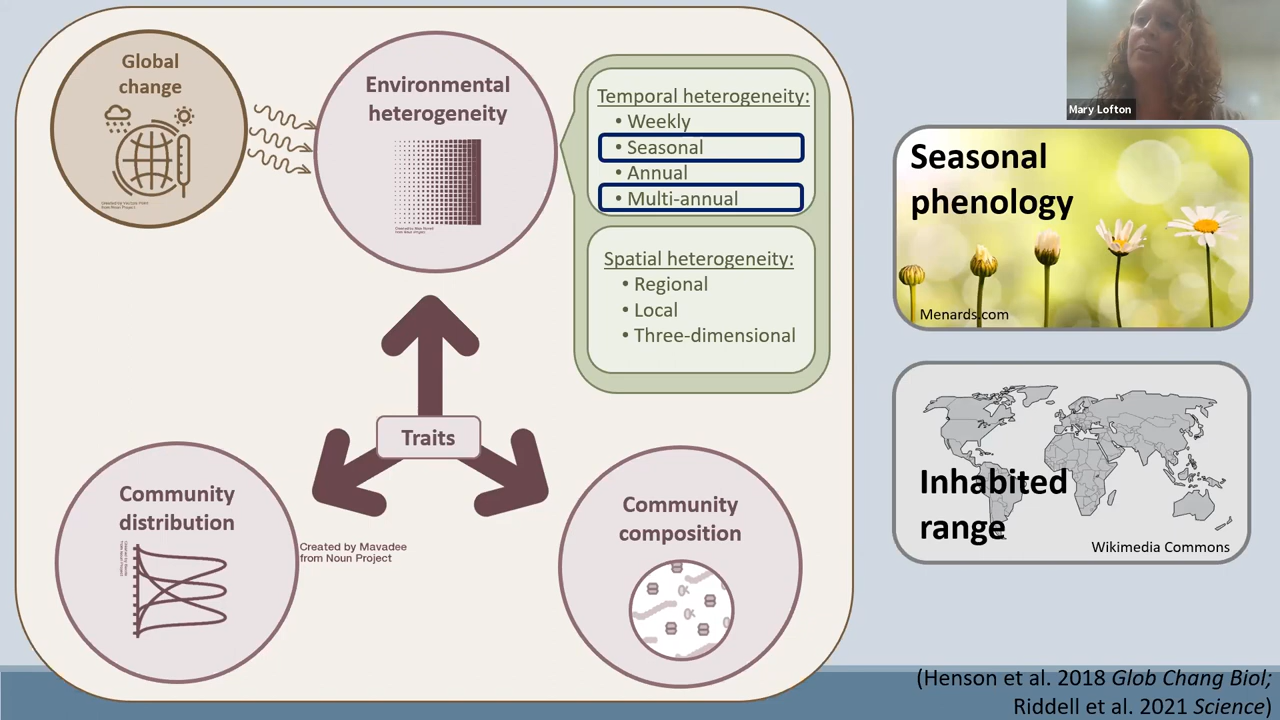 Global
change
Environmental
heterogeneity
Temporal heterogeneity:
• Weekly
• Seasonal
• Annual
• Multi-annual
Spatial heterogeneity:
• Regional
• Local
• Three-dimensional
Traits
Community
distribution
Created by Mavadee
from Noun Project
Community
composition
Mary Lofton
Seasonal
phenology
Menards.com
Inhabited
range
Wikimedia Commons
(Henson et al. 2018 Glob Chang Biol;
Riddell et al. 2021 Science)